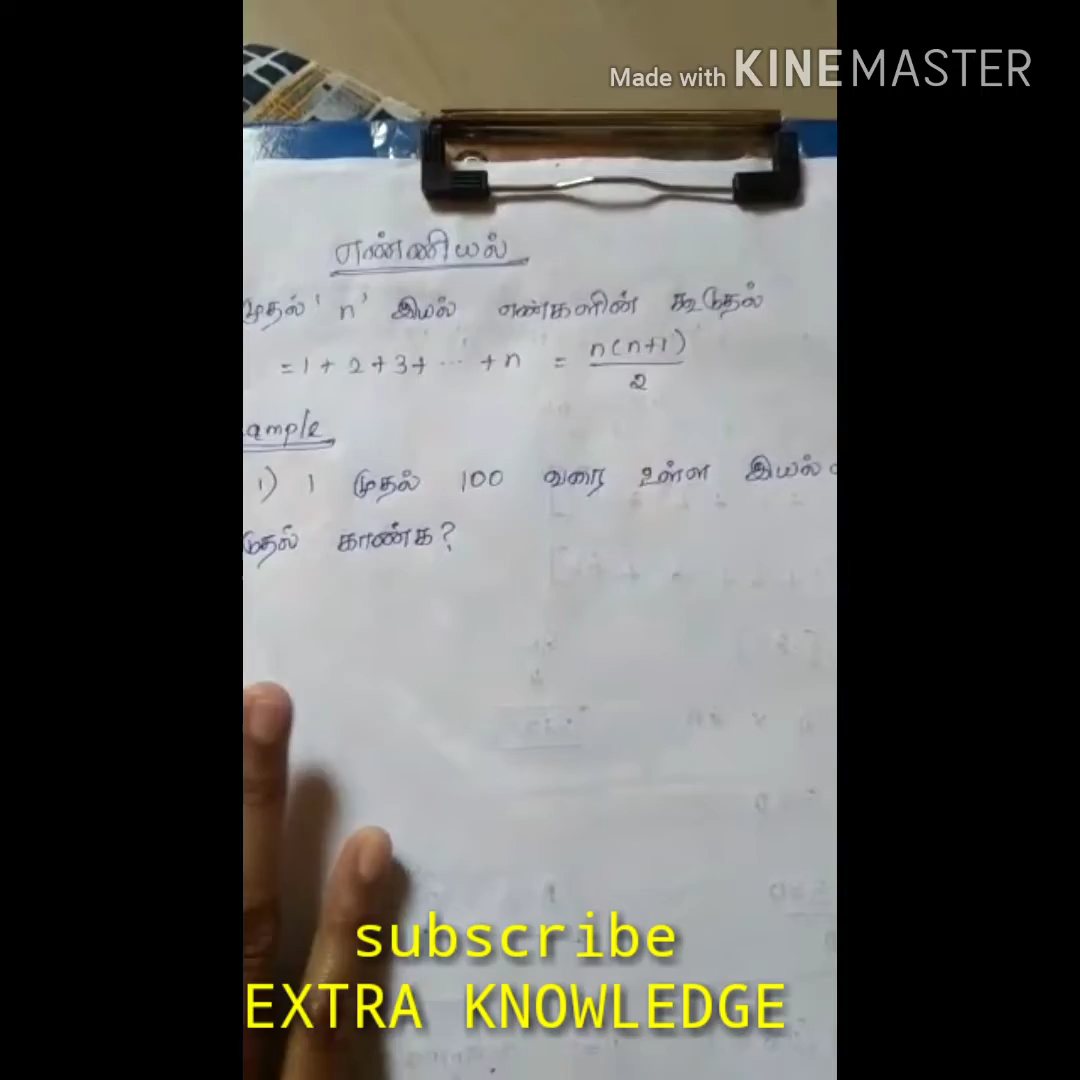 Made with KINEMASTER
எண்ணியல்
முதல் 'n' இயல் எண்களின் கூடுதல்
= 1 + 2 + 3 + ... + n = n(n+1)/2
ample
1) 1 முதல் 100 வரை உள்ள இயல்
டுதல் காண்க?
subscribe
EXTRA KNOWLEDGE